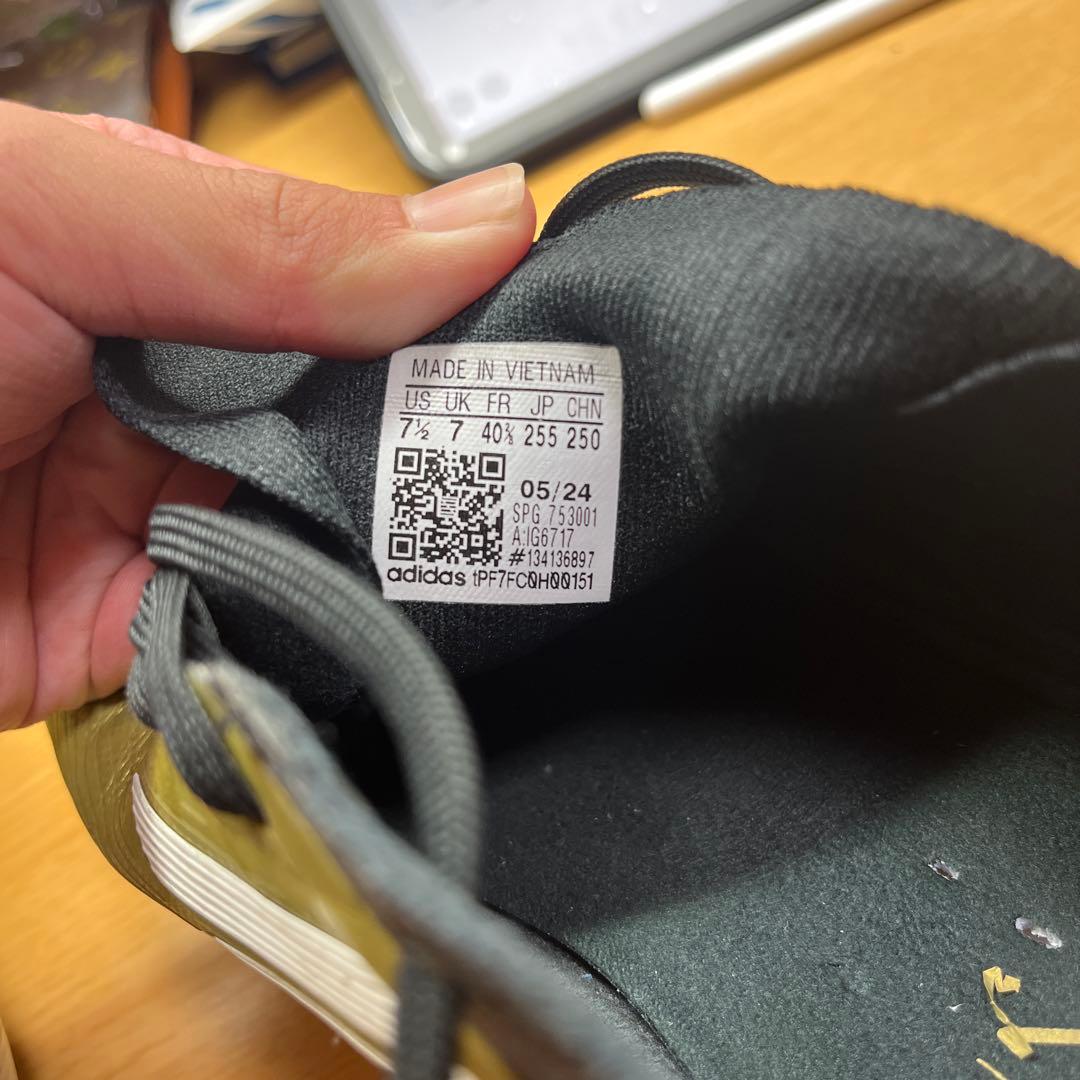 MADE IN VIETNAM
US UK FR JP CHN
7½ 7 40⅔ 255 250
05/24
SPG 753001
A:IG6717
#134136897
adidas tPF7FC0H00151